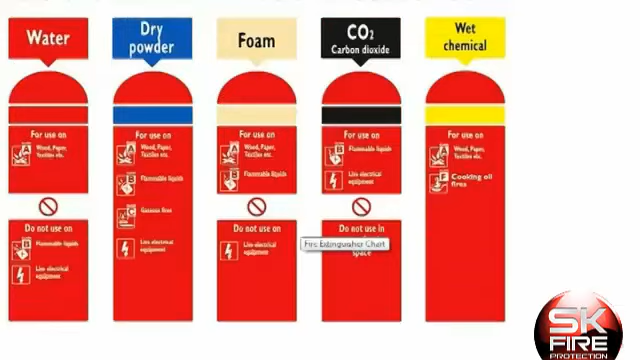 Water
Dry
powder
Foam
CO2
Carbon dioxide
Wet
chemical
For use on
Wood, Paper,
Textiles etc.
Do not use on
Flammable liquids
Live electrical
equipment
For use on
Wood, Paper,
Textiles etc.
Flammable liquids
Gaseous fires
Live electrical
equipment
For use on
Wood, Paper,
Textiles etc.
Flammable liquids
Do not use on
Live electrical
equipment
For use on
Flammable liquids
Live electrical
equipment
Do not use in
space
Fire Extinguisher Chart
For use on
Wood, Paper,
Textiles etc.
Cooking oil
fires
SK
FIRE
PROTECTION